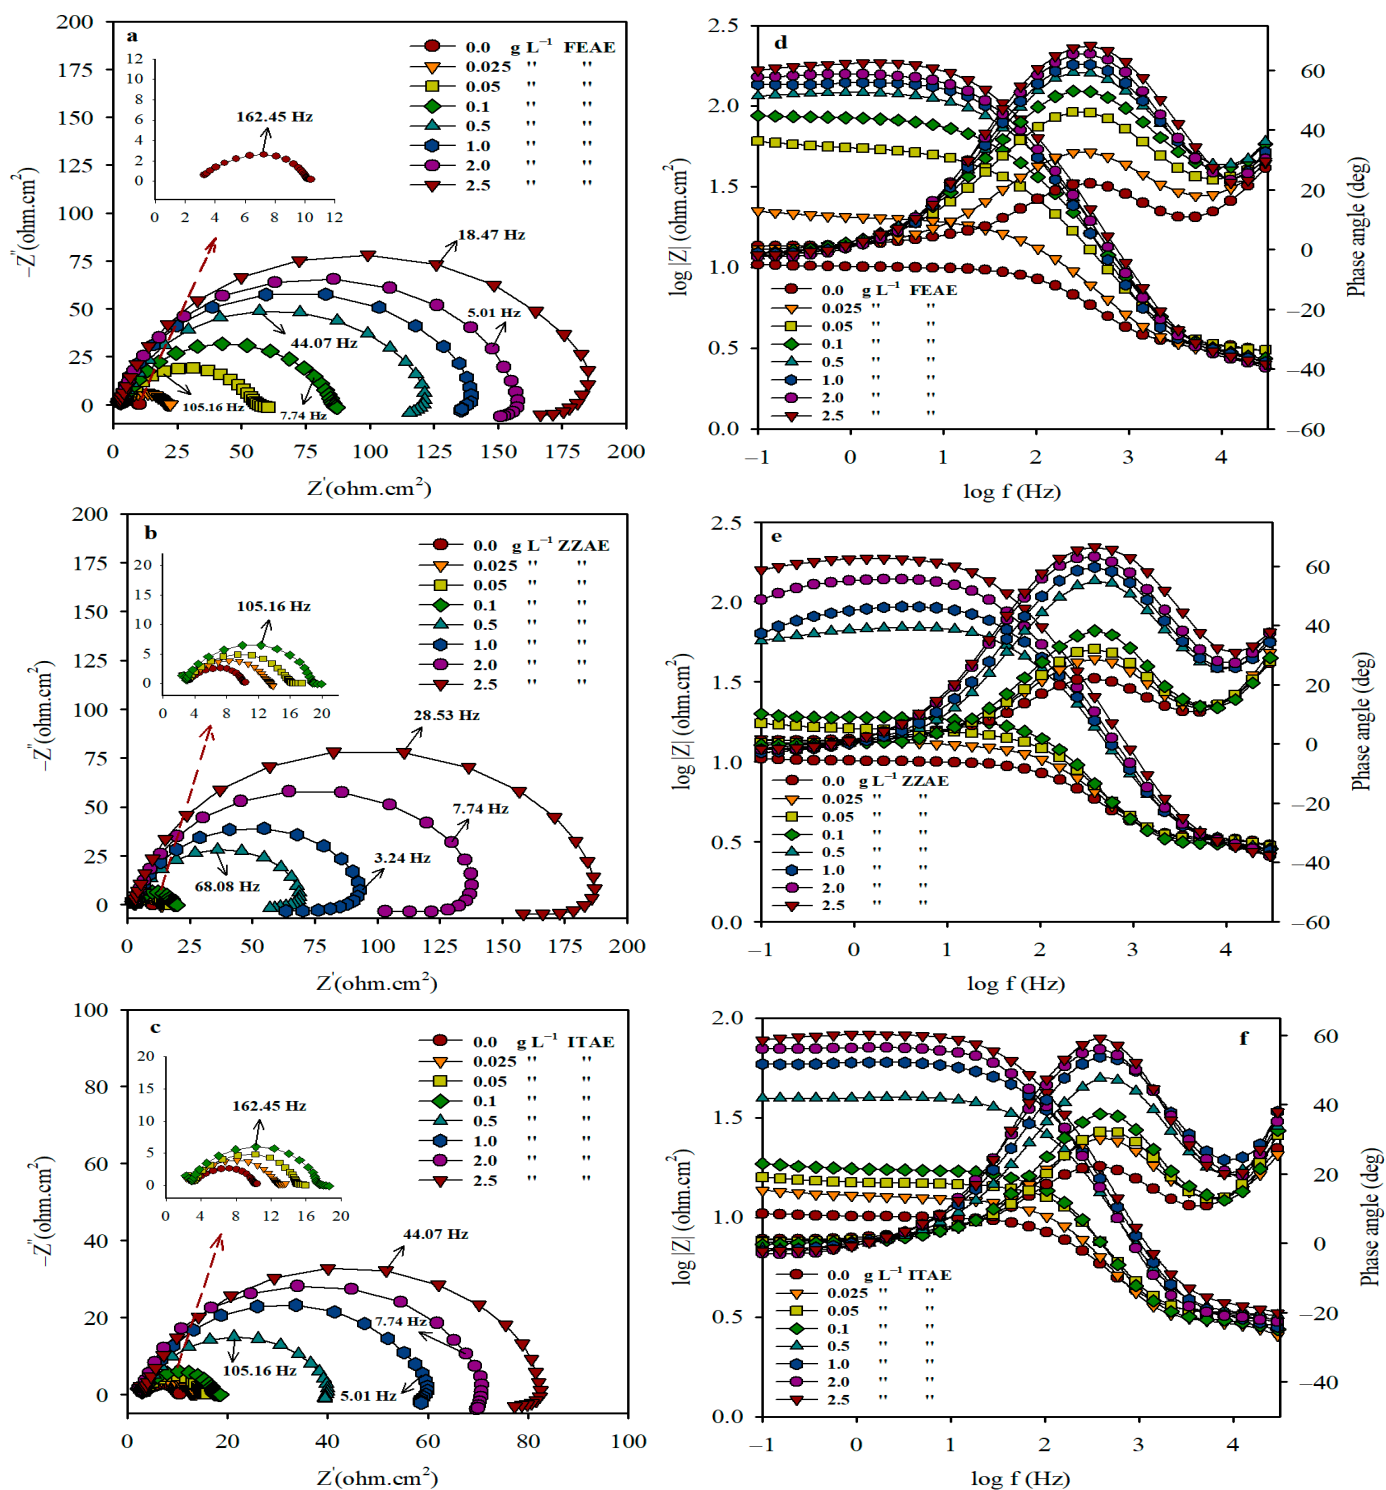 a
−Z''(ohm.cm²)
200
175
150
125
100
75
50
25
0
0.0 g L⁻¹ FEAE
0.025 '' ''
0.05 '' ''
0.1 '' ''
0.5 '' ''
1.0 '' ''
2.0 '' ''
2.5 '' ''
12
10
8
6
4
2
0
162.45 Hz
0 2 4 6 8 10 12
18.47 Hz
5.01 Hz
44.07 Hz
105.16 Hz
7.74 Hz
0 25 50 75 100 125 150 175 200
Z'(ohm.cm²)
d
log |Z| (ohm.cm²)
2.5
2.0
1.5
1.0
0.5
0.0
0.0 g L⁻¹ FEAE
0.025 '' ''
0.05 '' ''
0.1 '' ''
0.5 '' ''
1.0 '' ''
2.0 '' ''
2.5 '' ''
60
40
20
0
−20
−40
−60
Phase angle (deg)
−1 0 1 2 3 4
log f (Hz)
b
−Z''(ohm.cm²)
200
175
150
125
100
75
50
25
0
0.0 g L⁻¹ ZZAE
0.025 '' ''
0.05 '' ''
0.1 '' ''
0.5 '' ''
1.0 '' ''
2.0 '' ''
2.5 '' ''
20
15
10
5
0
105.16 Hz
0 4 8 12 16 20
28.53 Hz
7.74 Hz
3.24 Hz
68.08 Hz
0 25 50 75 100 125 150 175 200
Z'(ohm.cm²)
e
log |Z| (ohm.cm²)
2.5
2.0
1.5
1.0
0.5
0.0
0.0 g L⁻¹ ZZAE
0.025 '' ''
0.05 '' ''
0.1 '' ''
0.5 '' ''
1.0 '' ''
2.0 '' ''
2.5 '' ''
60
40
20
0
−20
−40
−60
Phase angle (deg)
−1 0 1 2 3 4
log f (Hz)
c
−Z''(ohm.cm²)
100
80
60
40
20
0
0.0 g L⁻¹ ITAE
0.025 '' ''
0.05 '' ''
0.1 '' ''
0.5 '' ''
1.0 '' ''
2.0 '' ''
2.5 '' ''
20
15
10
5
0
162.45 Hz
0 4 8 12 16 20
44.07 Hz
7.74 Hz
105.16 Hz
5.01 Hz
0 20 40 60 80 100
Z'(ohm.cm²)
f
log |Z| (ohm.cm²)
2.0
1.5
1.0
0.5
0.0
0.0 g L⁻¹ ITAE
0.025 '' ''
0.05 '' ''
0.1 '' ''
0.5 '' ''
1.0 '' ''
2.0 '' ''
2.5 '' ''
60
40
20
0
−20
−40
Phase angle (deg)
−1 0 1 2 3 4
log f (Hz)